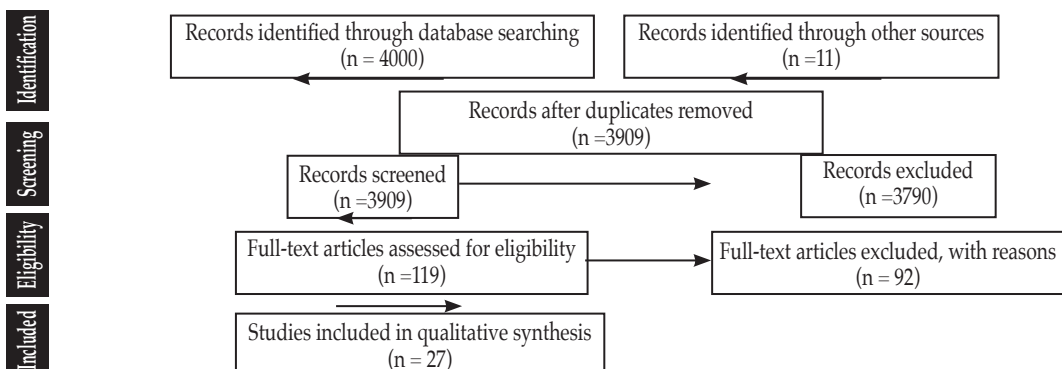 Identification
Records identified through database searching
(n = 4000)
Records identified through other sources
(n =11)
Records after duplicates removed
(n =3909)
Screening
Records screened
(n =3909)
Records excluded
(n =3790)
Eligibility
Full-text articles assessed for eligibility
(n =119)
Full-text articles excluded, with reasons
(n = 92)
Included
Studies included in qualitative synthesis
(n = 27)